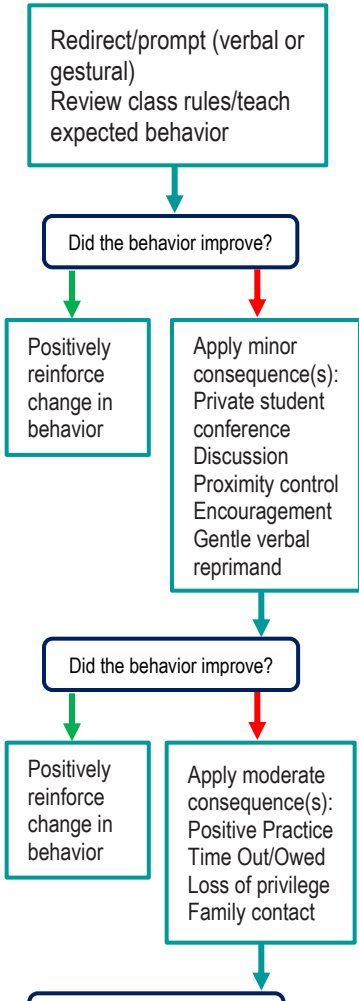 Redirect/prompt (verbal or
gestural)
Review class rules/teach
expected behavior
Did the behavior improve?
Positively
reinforce
change in
behavior
Apply minor
consequence(s):
Private student
conference
Discussion
Proximity control
Encouragement
Gentle verbal
reprimand
Did the behavior improve?
Positively
reinforce
change in
behavior
Apply moderate
consequence(s):
Positive Practice
Time Out/Owed
Loss of privilege
Family contact